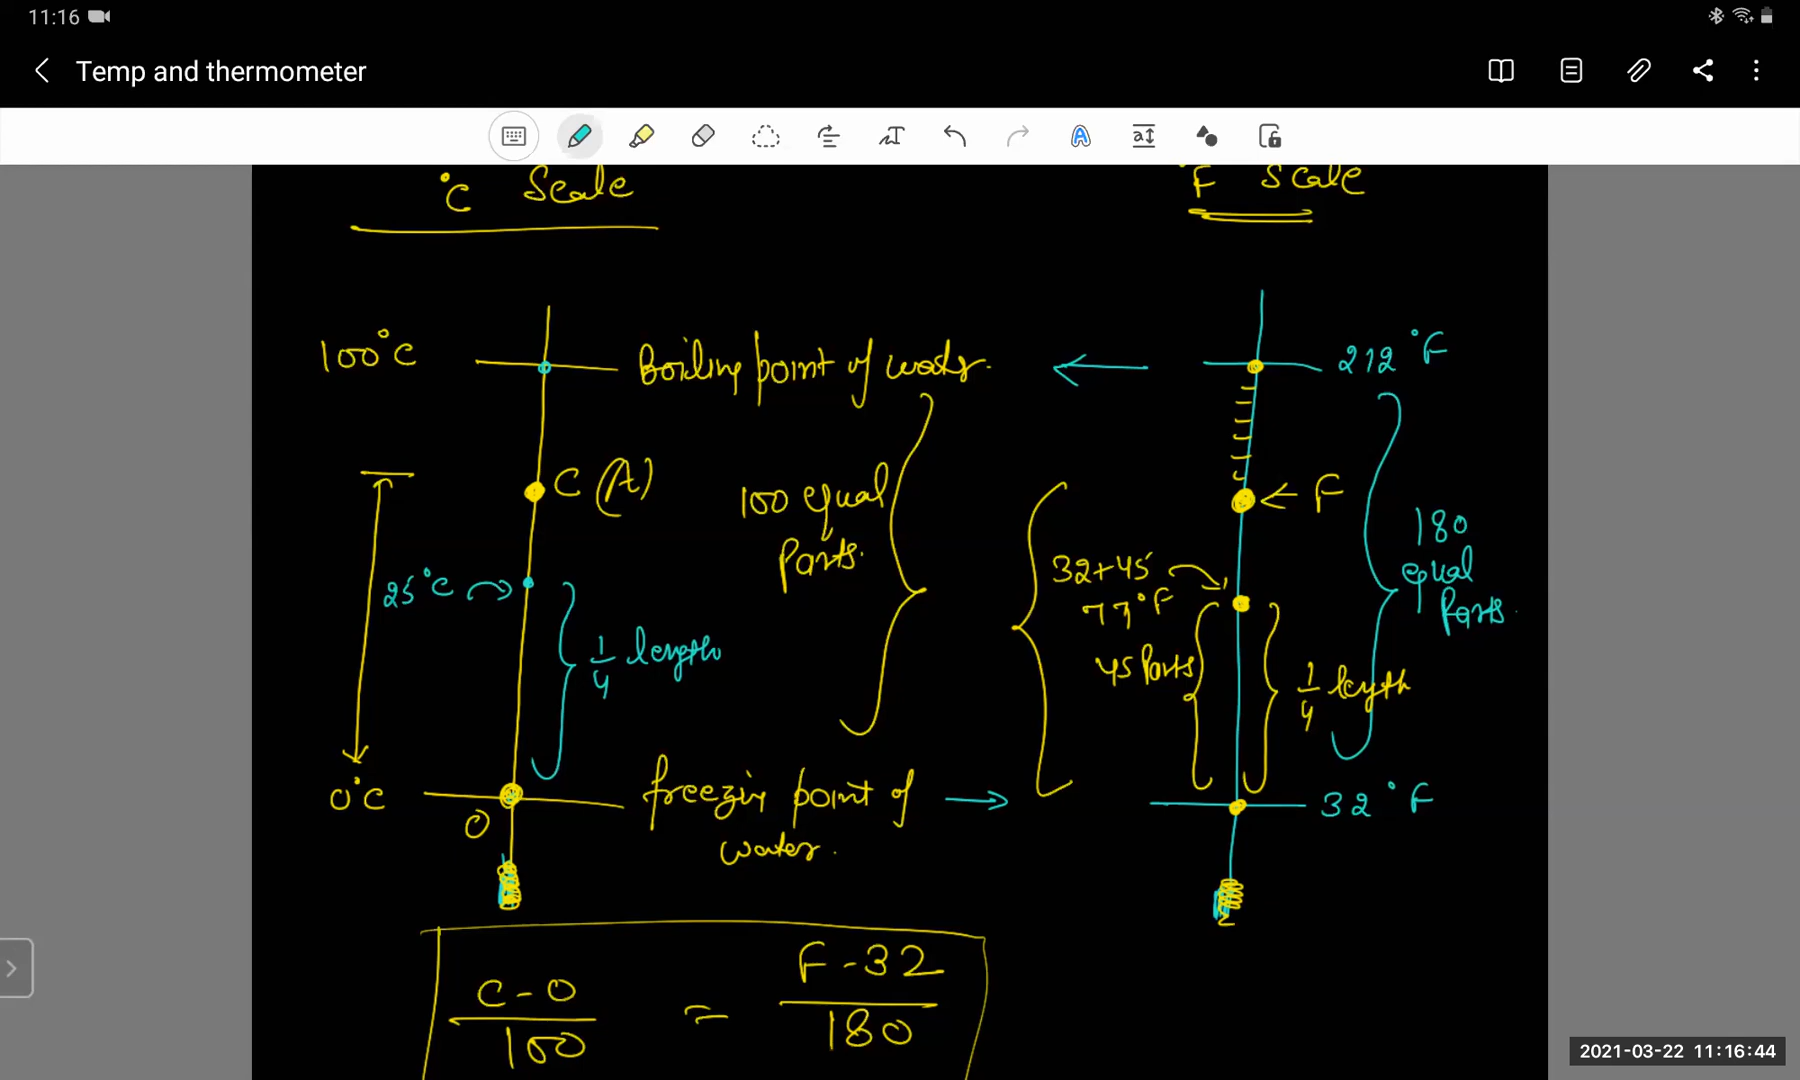 11:16
Temp and thermometer
°C Scale
°F Scale
100°C
Boiling point of water.
212°F
C (A)
100 equal
parts.
F
180
equal
parts.
25°C
32+45
77°F
1/4 length
45 parts
1/4 length
0°C
O
freezin point of
water.
32°F
C-0/100 = F-32/180
2021-03-22 11:16:44